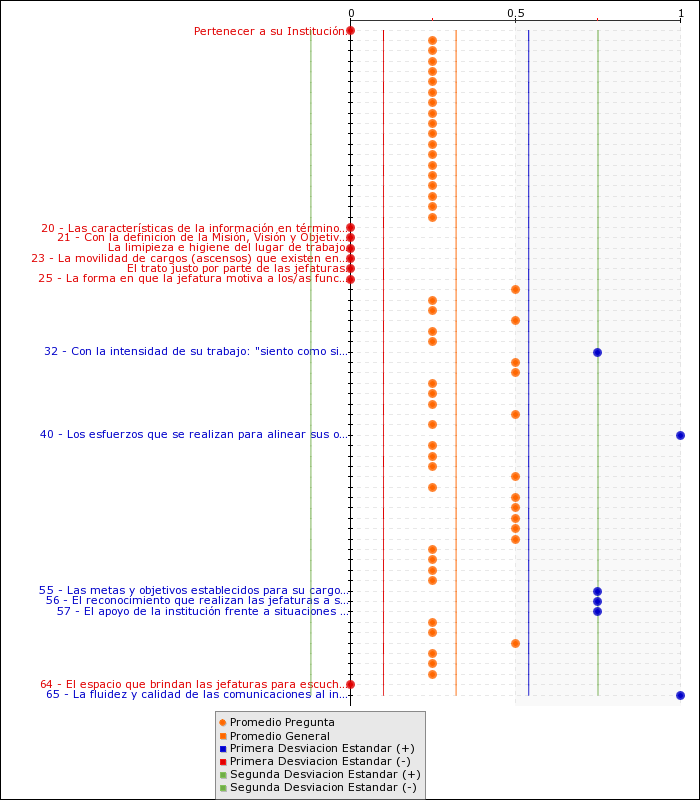 0 0.5 1
Pertenecer a su Institución
20 - Las características de la información en término...
21 - Con la definicion de la Misión, Visión y Objetiv...
La limipieza e higiene del lugar de trabajo
23 - La movilidad de cargos (ascensos) que existen en...
El trato justo por parte de las jefaturas
25 - La forma en que la jefatura motiva a los/as func...
32 - Con la intensidad de su trabajo: "siento como si...
40 - Los esfuerzos que se realizan para alinear sus o...
55 - Las metas y objetivos establecidos para su cargo...
56 - El reconocimiento que realizan las jefaturas a s...
57 - El apoyo de la institución frente a situaciones ...
64 - El espacio que brindan las jefaturas para escuch...
65 - La fluidez y calidad de las comunicaciones al in...
Promedio Pregunta
Promedio General
Primera Desviacion Estandar (+)
Primera Desviacion Estandar (-)
Segunda Desviacion Estandar (+)
Segunda Desviacion Estandar (-)